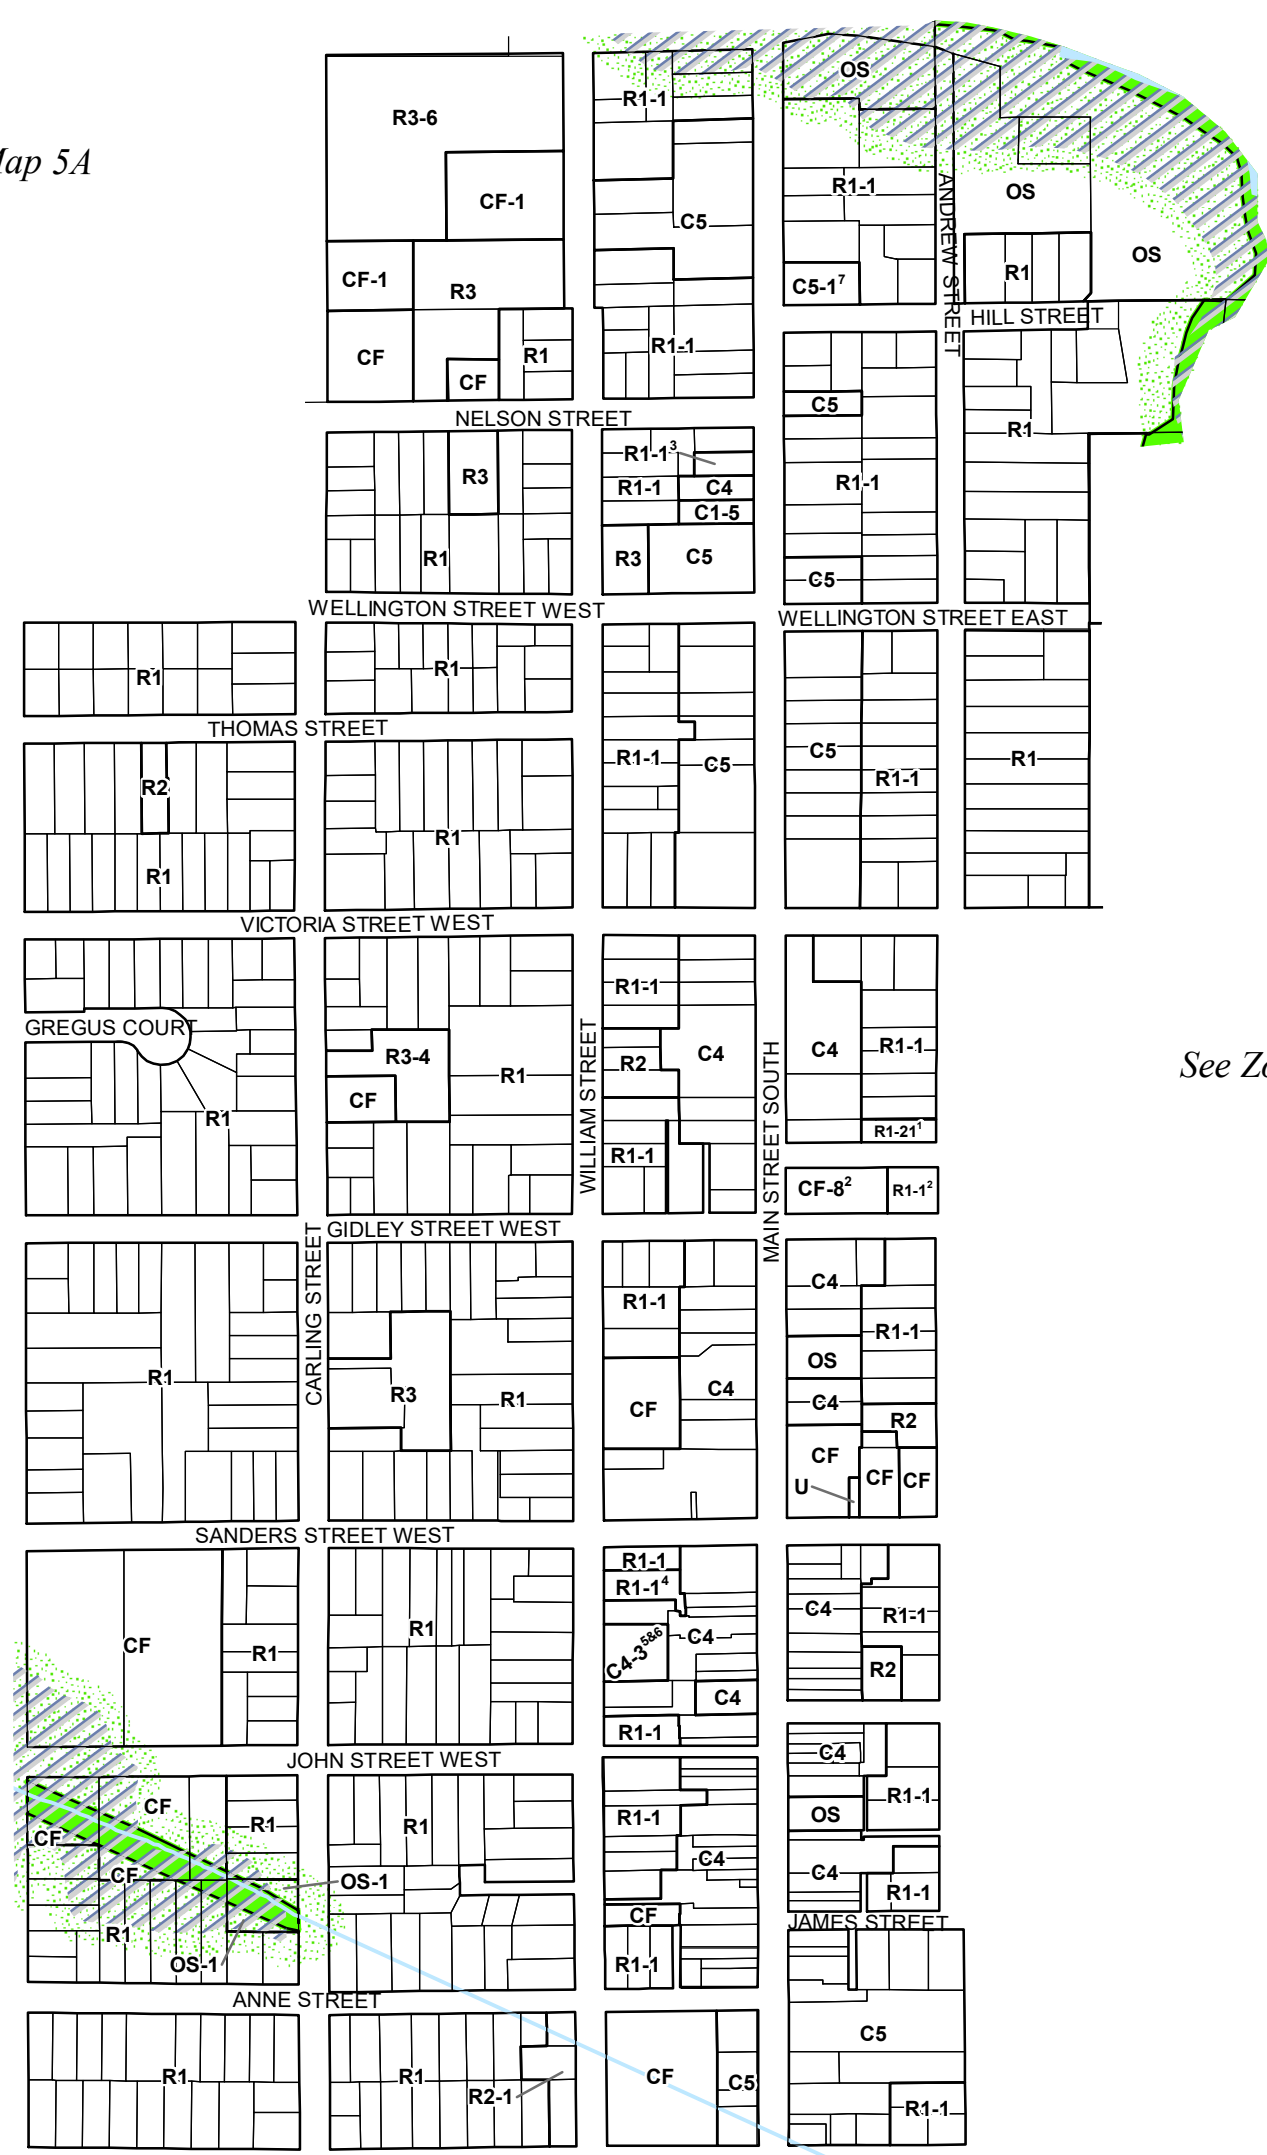 OS
R1-1
R3-6
Map 5A
R1-1
ANDREW STREET
OS
CF-1
C5
OS
R1
CF-1
R3
C5-1⁷
HILL STREET
R1-1
R1
CF
CF
C5
NELSON STREET
R1
R1-1³
R3
R1-1
C4
R1-1
C1-5
R1
R3
C5
C5
WELLINGTON STREET WEST
WELLINGTON STREET EAST
R1
R1
THOMAS STREET
C5
R1-1
C5
R1
R1-1
R2
R1
R1
VICTORIA STREET WEST
R1-1
GREGUS COURT
WILLIAM STREET
MAIN STREET SOUTH
R3-4
R2
C4
C4
R1-1
See Zo
R1
CF
R1
R1-21¹
R1-1
CF-8²
R1-1²
CARLING STREET
GIDLEY STREET WEST
C4
R1-1
R1-1
OS
R1
R3
R1
C4
CF
C4
R2
CF
U
CF
CF
SANDERS STREET WEST
R1-1
R1-1⁴
C4
R1-1
R1
CF
R1
C4-3⁵&⁶
C4
R2
C4
R1-1
C4
JOHN STREET WEST
R1-1
CF
R1
R1
R1-1
OS
CF
C4
CF
OS-1
C4
R1-1
CF
R1
JAMES STREET
OS-1
R1-1
ANNE STREET
C5
R1
R1
R2-1
CF
C5
R1-1